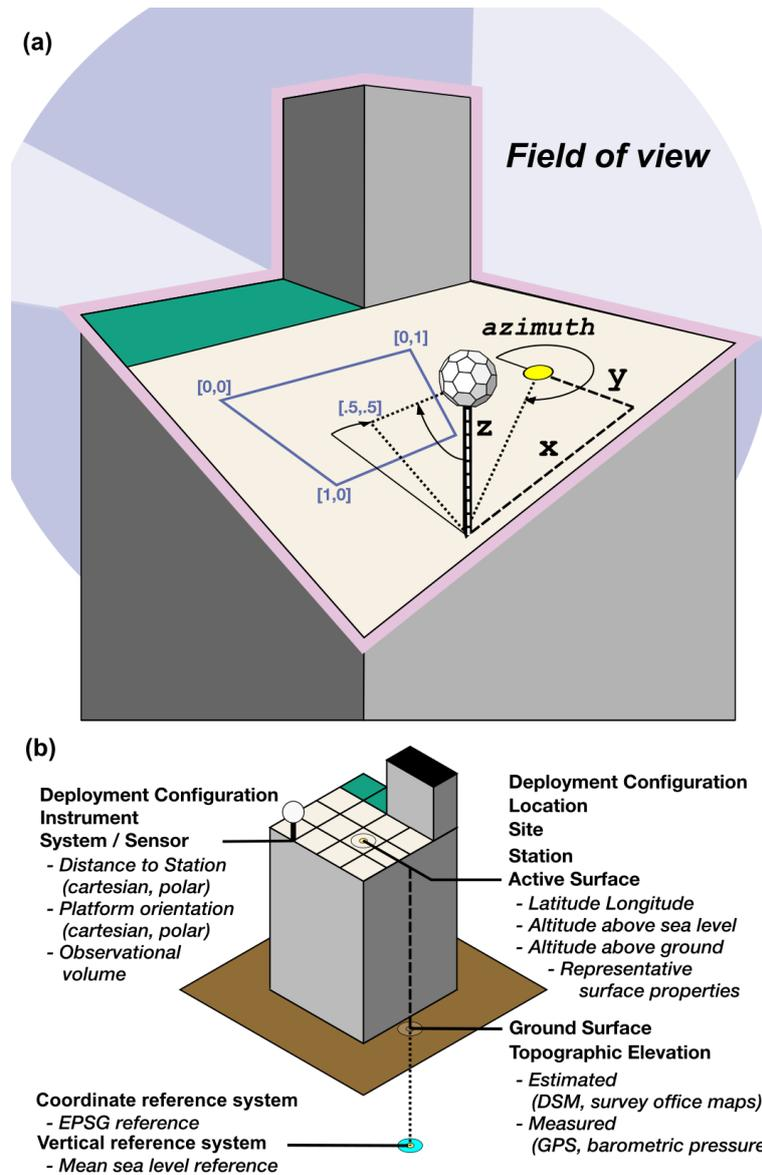 (a)
Field of view
azimuth
[0,1]
y
[0,0]
[.5,.5]
z
x
[1,0]
(b)
Deployment Configuration
Instrument
System / Sensor
- Distance to Station
(cartesian, polar)
- Platform orientation
(cartesian, polar)
- Observational
volume
Deployment Configuration
Location
Site
Station
Active Surface
- Latitude Longitude
- Altitude above sea level
- Altitude above ground
- Representative
surface properties
Ground Surface
Topographic Elevation
- Estimated
(DSM, survey office maps)
- Measured
(GPS, barometric pressure
Coordinate reference system
- EPSG reference
Vertical reference system
- Mean sea level reference